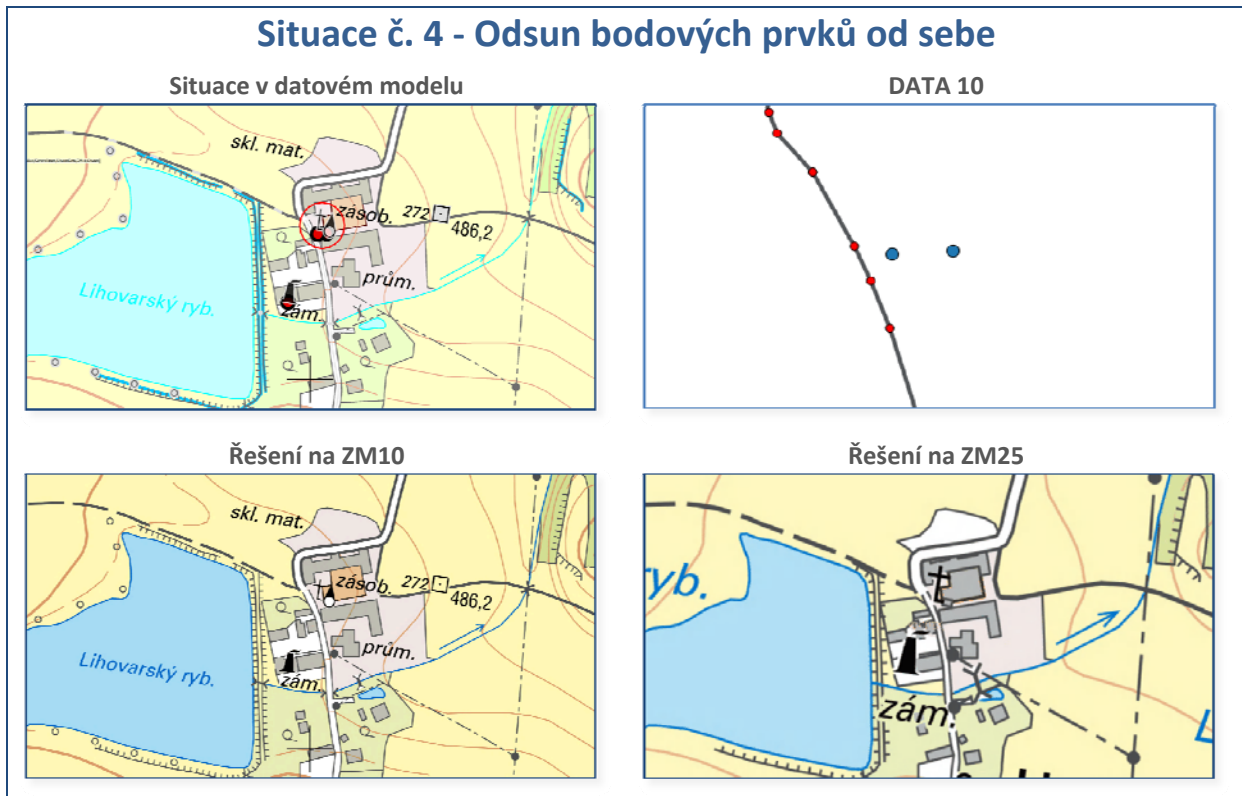 Situace č. 4 - Odsun bodových prvků od sebe
Situace v datovém modelu
DATA 10
skl. mat.
zásob. 272
486,2
Lihovarský ryb.
prům.
zám.
Řešení na ZM10
Řešení na ZM25
skl. mat.
zásob. 272
486,2
Lihovarský ryb.
prům.
zám.
ryb.
zám.